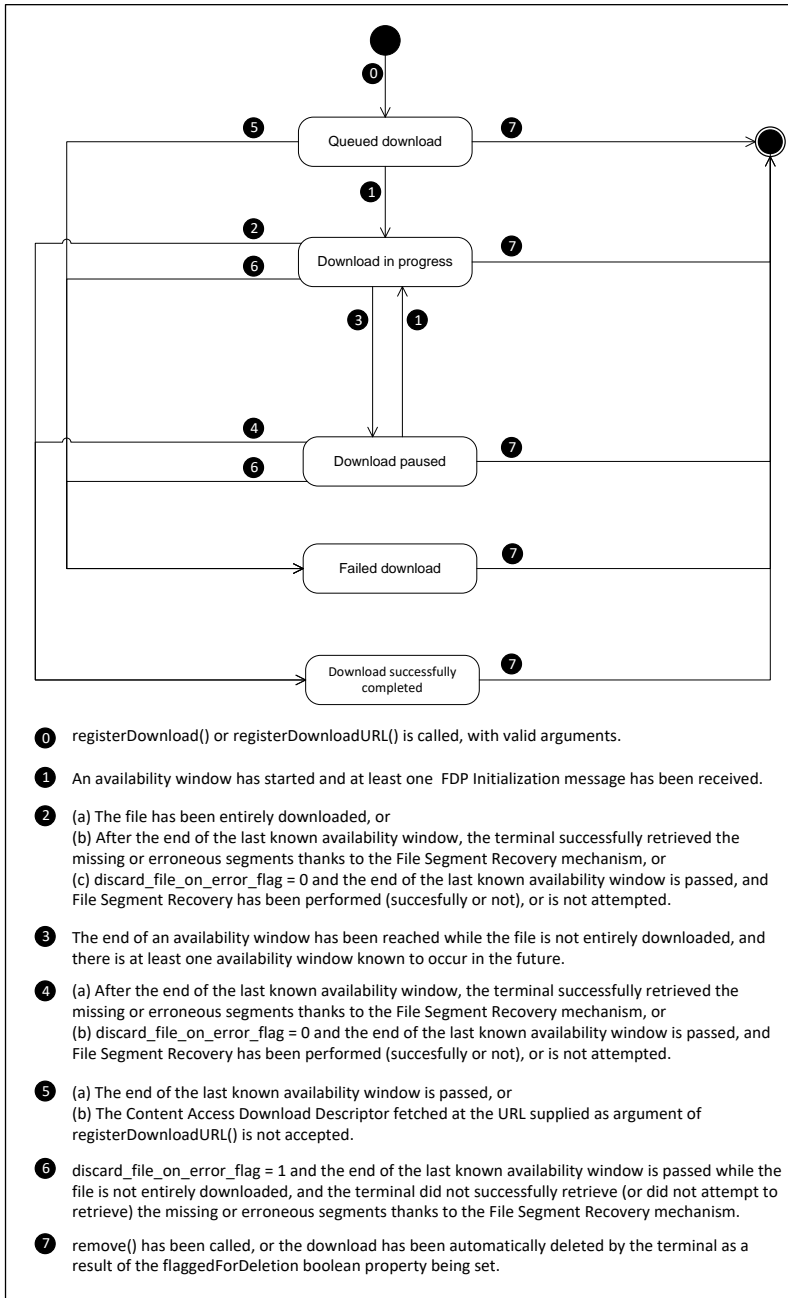 0
5
Queued download
7
1
2
Download in progress
7
6
3
1
4
Download paused
7
6
Failed download
7
Download successfully
completed
7
0 registerDownload() or registerDownloadURL() is called, with valid arguments.
1 An availability window has started and at least one FDP Initialization message has been received.
2 (a) The file has been entirely downloaded, or
(b) After the end of the last known availability window, the terminal successfully retrieved the
missing or erroneous segments thanks to the File Segment Recovery mechanism, or
(c) discard_file_on_error_flag = 0 and the end of the last known availability window is passed, and
File Segment Recovery has been performed (succesfully or not), or is not attempted.
3 The end of an availability window has been reached while the file is not entirely downloaded, and
there is at least one availability window known to occur in the future.
4 (a) After the end of the last known availability window, the terminal successfully retrieved the
missing or erroneous segments thanks to the File Segment Recovery mechanism, or
(b) discard_file_on_error_flag = 0 and the end of the last known availability window is passed, and
File Segment Recovery has been performed (succesfully or not), or is not attempted.
5 (a) The end of the last known availability window is passed, or
(b) The Content Access Download Descriptor fetched at the URL supplied as argument of
registerDownloadURL() is not accepted.
6 discard_file_on_error_flag = 1 and the end of the last known availability window is passed while the
file is not entirely downloaded, and the terminal did not successfully retrieve (or did not attempt to
retrieve) the missing or erroneous segments thanks to the File Segment Recovery mechanism.
7 remove() has been called, or the download has been automatically deleted by the terminal as a
result of the flaggedForDeletion boolean property being set.